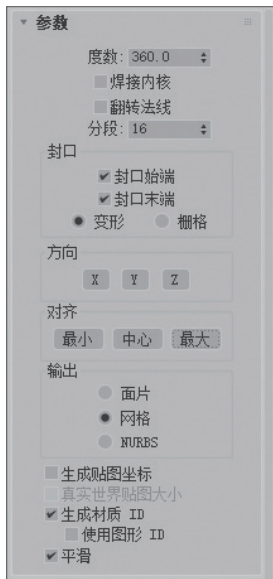 参数
度数: 360.0
焊接内核
翻转法线
分段: 16
封口
封口始端
封口末端
变形 栅格
方向
X Y Z
对齐
最小 中心 最大
输出
面片
网格
NURBS
生成贴图坐标
真实世界贴图大小
生成材质 ID
使用图形 ID
平滑